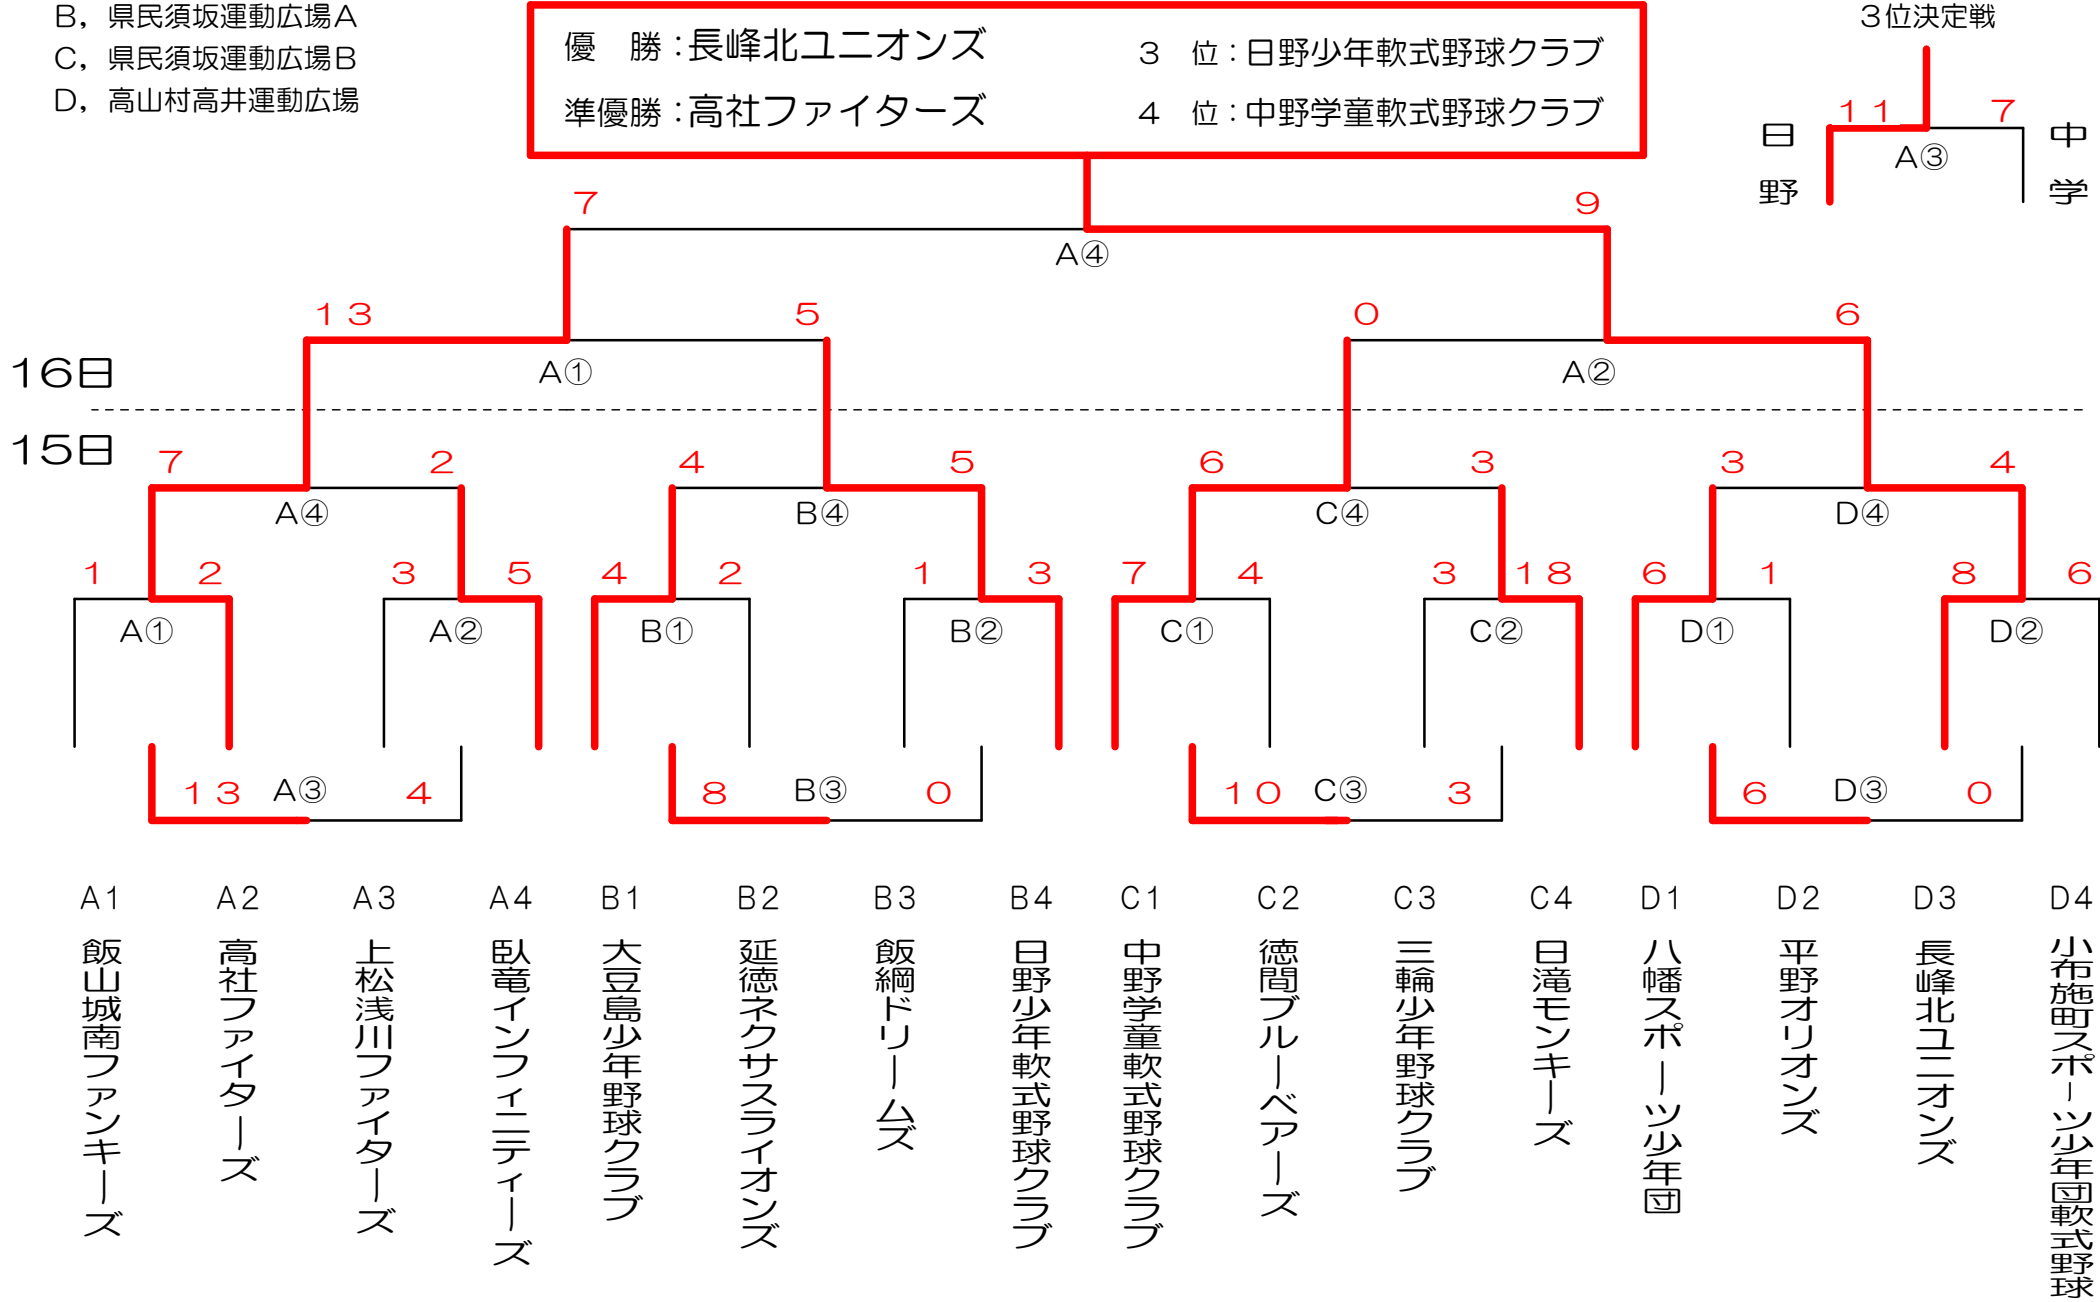 B，県民須坂運動広場A
C，県民須坂運動広場B
D，高山村高井運動広場
優　勝：長峰北ユニオンズ
3　位：日野少年軟式野球クラブ
準優勝：高社ファイターズ
4　位：中野学童軟式野球クラブ
3位決定戦
11 7
日野 A③ 中学
7 9
A④
13 5 0 6
A① A②
16日
15日
7 2 4 5 6 3 3 4
A④ B④ C④ D④
1 2 3 5 4 2 1 3 7 4 3 18 6 1 8 6
A① A② B① B② C① C② D① D②
13 A③ 4 8 B③ 0 10 C③ 3 6 D③ 0
A1 A2 A3 A4 B1 B2 B3 B4 C1 C2 C3 C4 D1 D2 D3 D4
飯山城南ファンキーズ
高社ファイターズ
上松浅川ファイターズ
臥竜インフィニティーズ
大豆島少年野球クラブ
延徳ネクサスライオンズ
飯綱ドリームズ
日野少年軟式野球クラブ
中野学童軟式野球クラブ
徳間ブルーベアーズ
三輪少年野球クラブ
日滝モンキーズ
八幡スポーツ少年団
平野オリオンズ
長峰北ユニオンズ
小布施町スポーツ少年団軟式野球